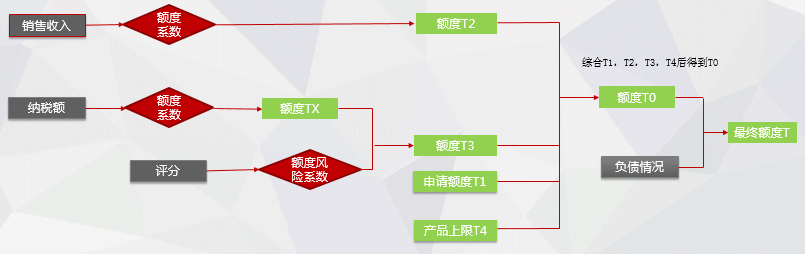 销售收入
额度
系数
额度T2
综合T1、T2、T3、T4后得到T0
纳税额
额度
系数
额度TX
额度T0
最终额度T
额度T3
评分
额度风
险系数
申请额度T1
负债情况
产品上限T4